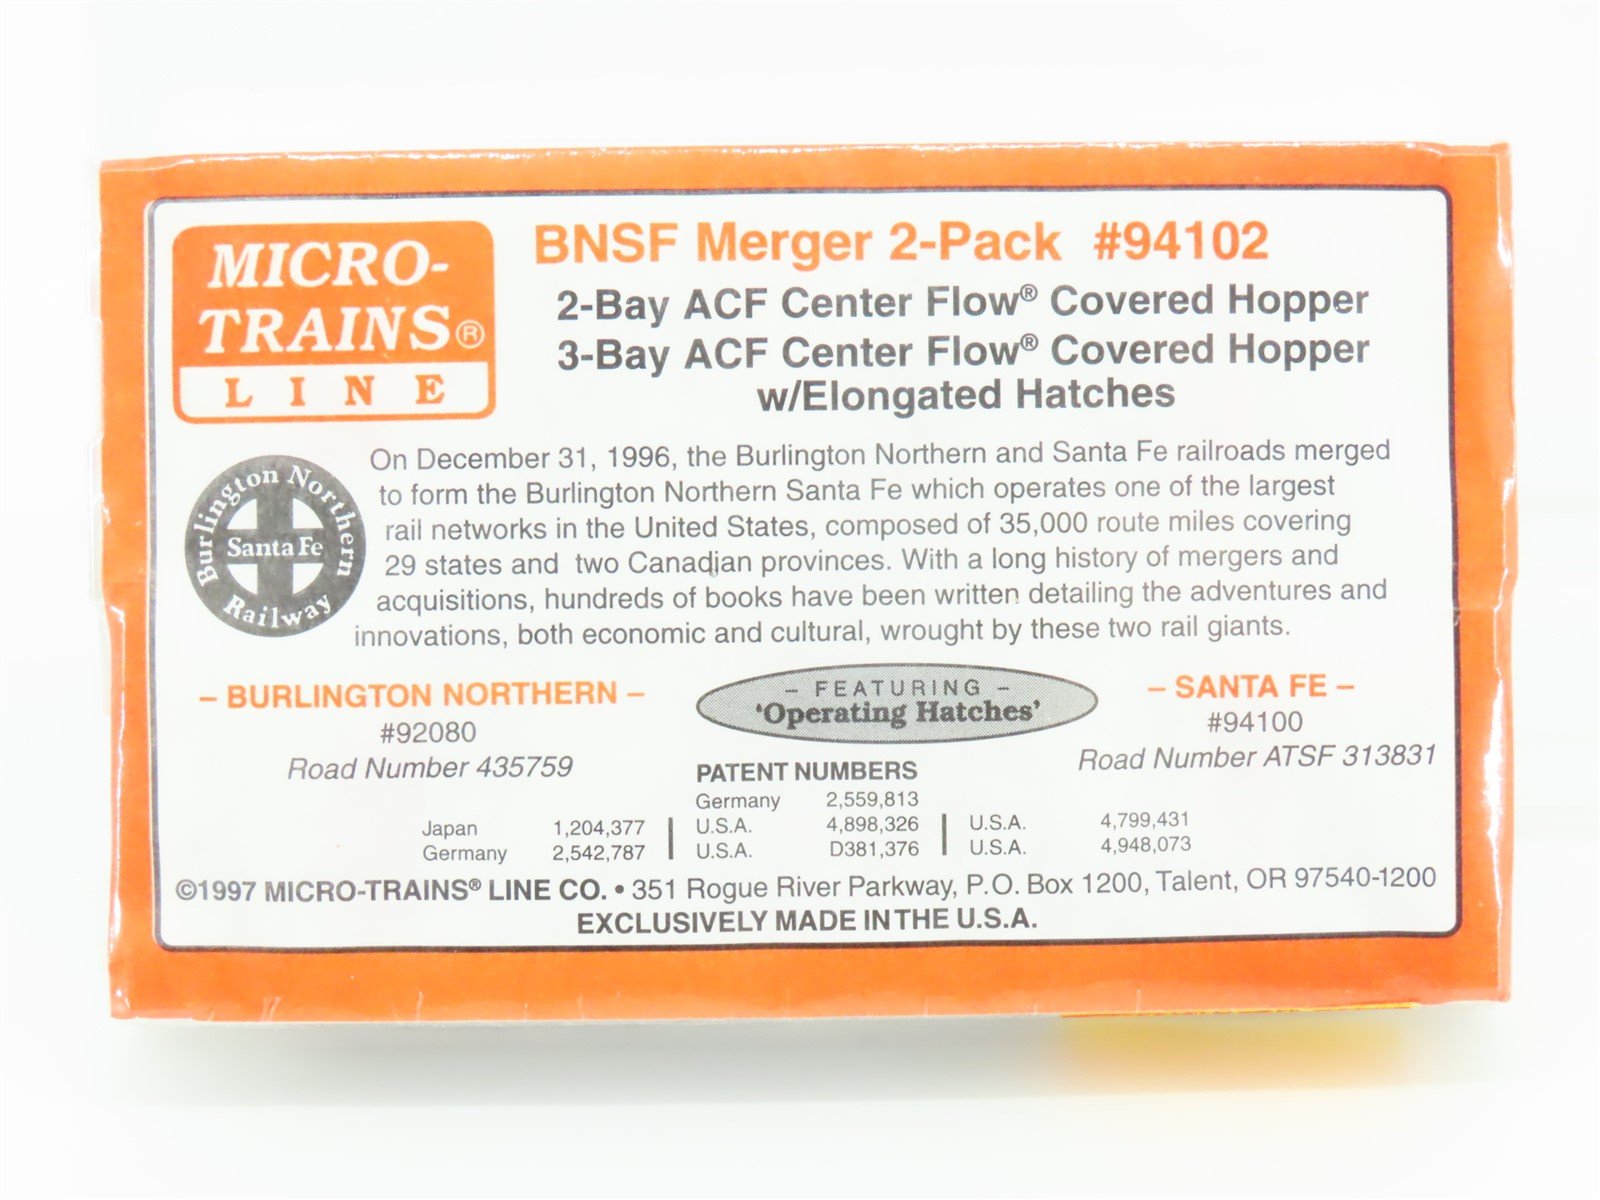 MICRO-
TRAINS®
LINE
BNSF Merger 2-Pack #94102
2-Bay ACF Center Flow® Covered Hopper
3-Bay ACF Center Flow® Covered Hopper
w/Elongated Hatches
Burlington Northern
Santa Fe
Railway
On December 31, 1996, the Burlington Northern and Santa Fe railroads merged
to form the Burlington Northern Santa Fe which operates one of the largest
rail networks in the United States, composed of 35,000 route miles covering
29 states and two Canadian provinces. With a long history of mergers and
acquisitions, hundreds of books have been written detailing the adventures and
innovations, both economic and cultural, wrought by these two rail giants.
– BURLINGTON NORTHERN –
#92080
Road Number 435759
– FEATURING –
'Operating Hatches'
– SANTA FE –
#94100
Road Number ATSF 313831
PATENT NUMBERS
Germany 2,559,813
Japan 1,204,377 | U.S.A. 4,898,326 | U.S.A. 4,799,431
Germany 2,542,787 | U.S.A. D381,376 | U.S.A. 4,948,073
©1997 MICRO-TRAINS® LINE CO. • 351 Rogue River Parkway, P.O. Box 1200, Talent, OR 97540-1200
EXCLUSIVELY MADE IN THE U.S.A.